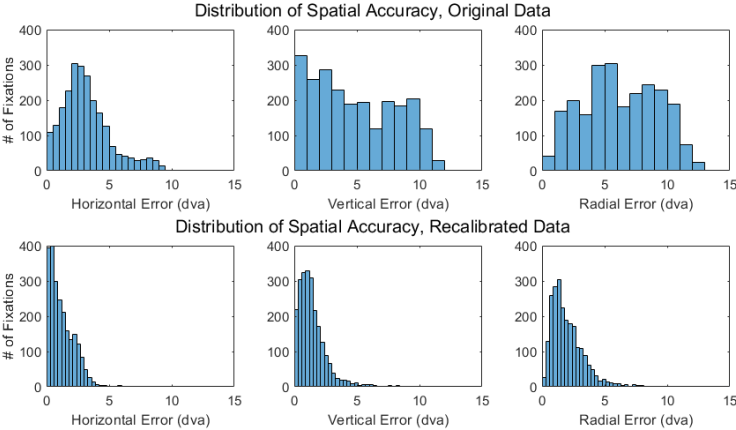 Distribution of Spatial Accuracy, Original Data
400
300
200
100
0
# of Fixations
0 5 10 15
Horizontal Error (dva)
400
300
200
100
0
0 5 10 15
Vertical Error (dva)
400
300
200
100
0
0 5 10 15
Radial Error (dva)
Distribution of Spatial Accuracy, Recalibrated Data
400
300
200
100
0
# of Fixations
0 5 10 15
Horizontal Error (dva)
400
300
200
100
0
0 5 10 15
Vertical Error (dva)
400
300
200
100
0
0 5 10 15
Radial Error (dva)